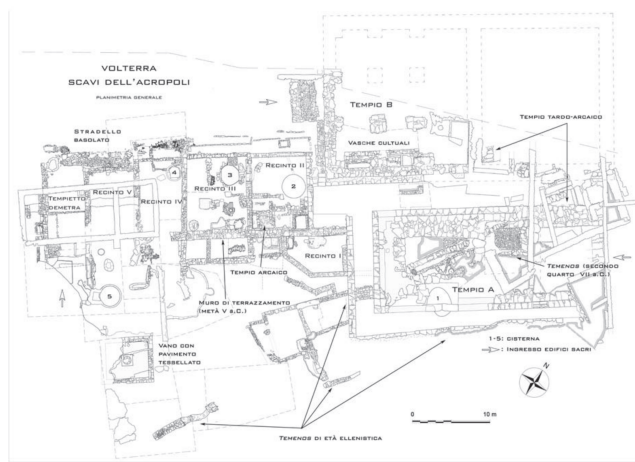 VOLTERRA
SCAVI DELL'ACROPOLI
PLANIMETRIA GENERALE
STRADELLO
BASOLATO
TEMPIO B
VASCHE CULTUALI
TEMPIO TARDO-ARCAICO
TEMPIETTO
DEMETRA
RECINTO V
RECINTO IV
4
RECINTO III
3
RECINTO II
2
TEMPIO ARCAICO
RECINTO I
TEMENOS (SECONDO
QUARTO VII a.C.)
TEMPIO A
1
MURO DI TERRAZZAMENTO
(METÀ V a.C.)
5
VANO CON
PAVIMENTO
TESSELLATO
1-5: CISTERNA
: INGRESSO EDIFICI SACRI
N
0 10 m
TEMENOS DI ETÀ ELLENISTICA